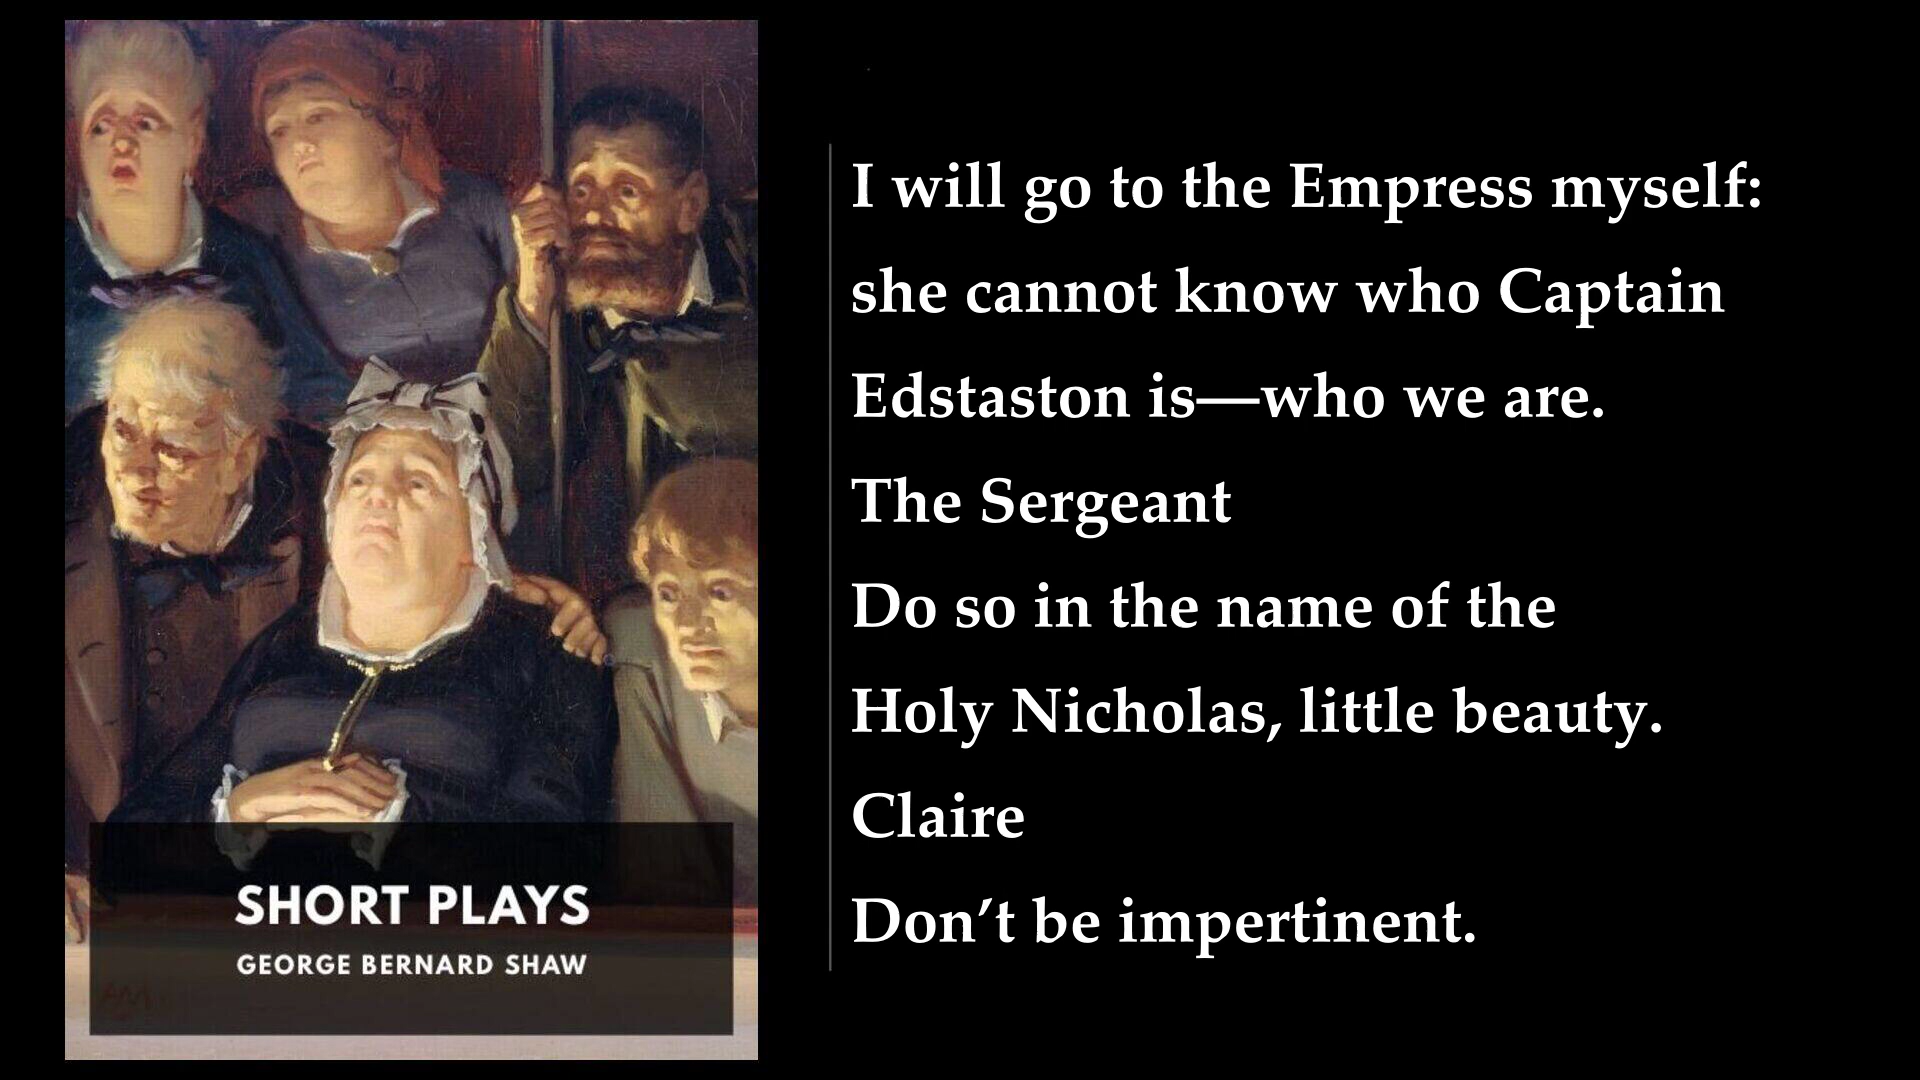 I will go to the Empress myself:
she cannot know who Captain
Edstaston is—who we are.
The Sergeant
Do so in the name of the
Holy Nicholas, little beauty.
Claire
Don’t be impertinent.
SHORT PLAYS
GEORGE BERNARD SHAW